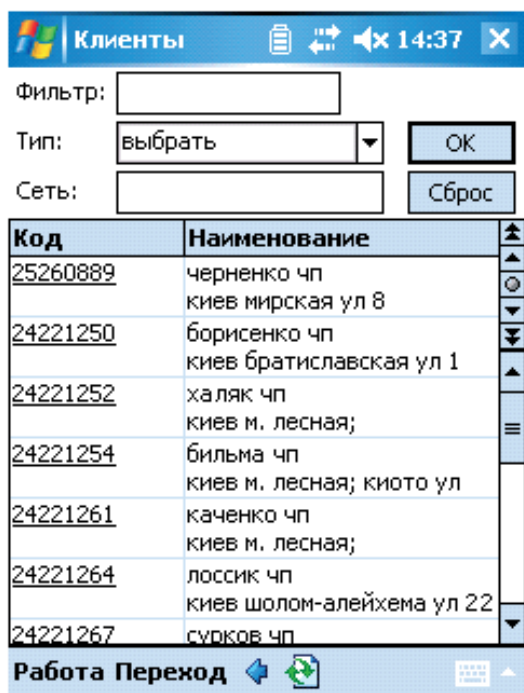 Клиенты 14:37
Фильтр:
Тип: выбрать OK
Сеть: Сброс
Код Наименование
25260889 черненко чп
киев мирская ул 8
24221250 борисенко чп
киев братиславская ул 1
24221252 халяк чп
киев м. лесная;
24221254 бильма чп
киев м. лесная; киото ул
24221261 каченко чп
киев м. лесная;
24221264 лоссик чп
киев шолом-алейхема ул 22
24221267 сурков чп
Работа Переход